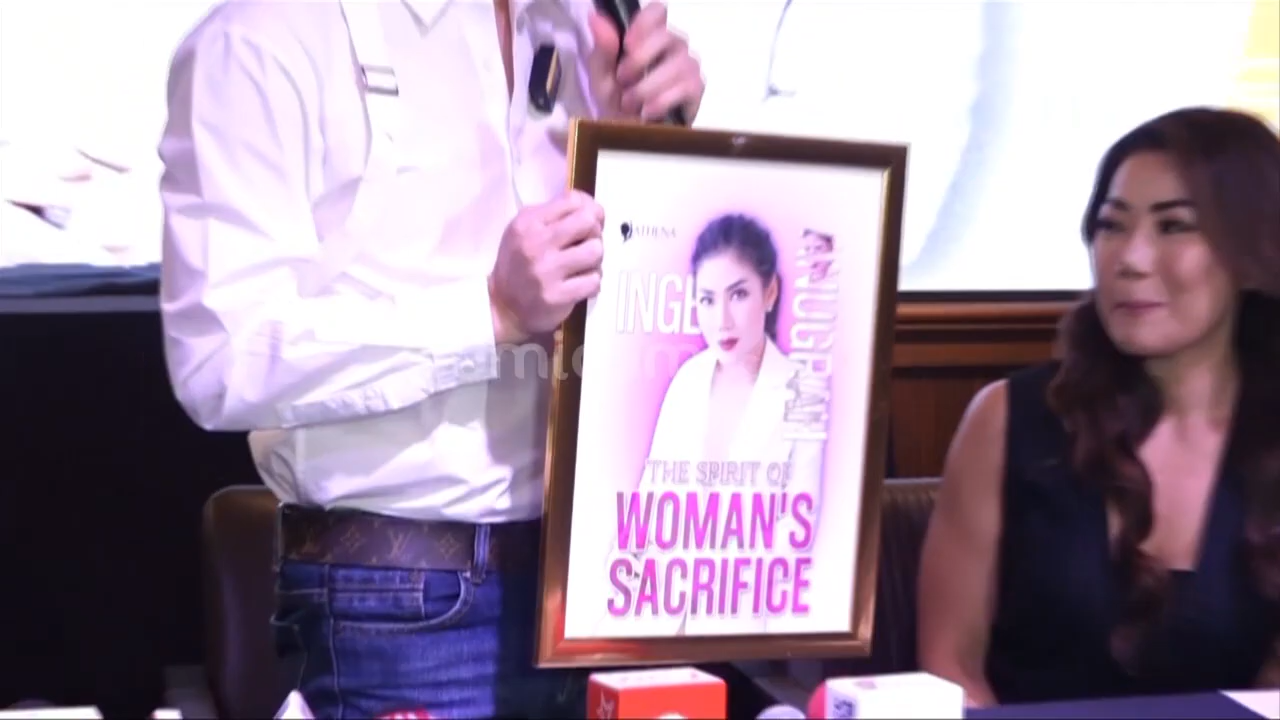 ATHENA
INGE
ANUGRAH
THE SPIRIT OF
WOMAN'S
SACRIFICE